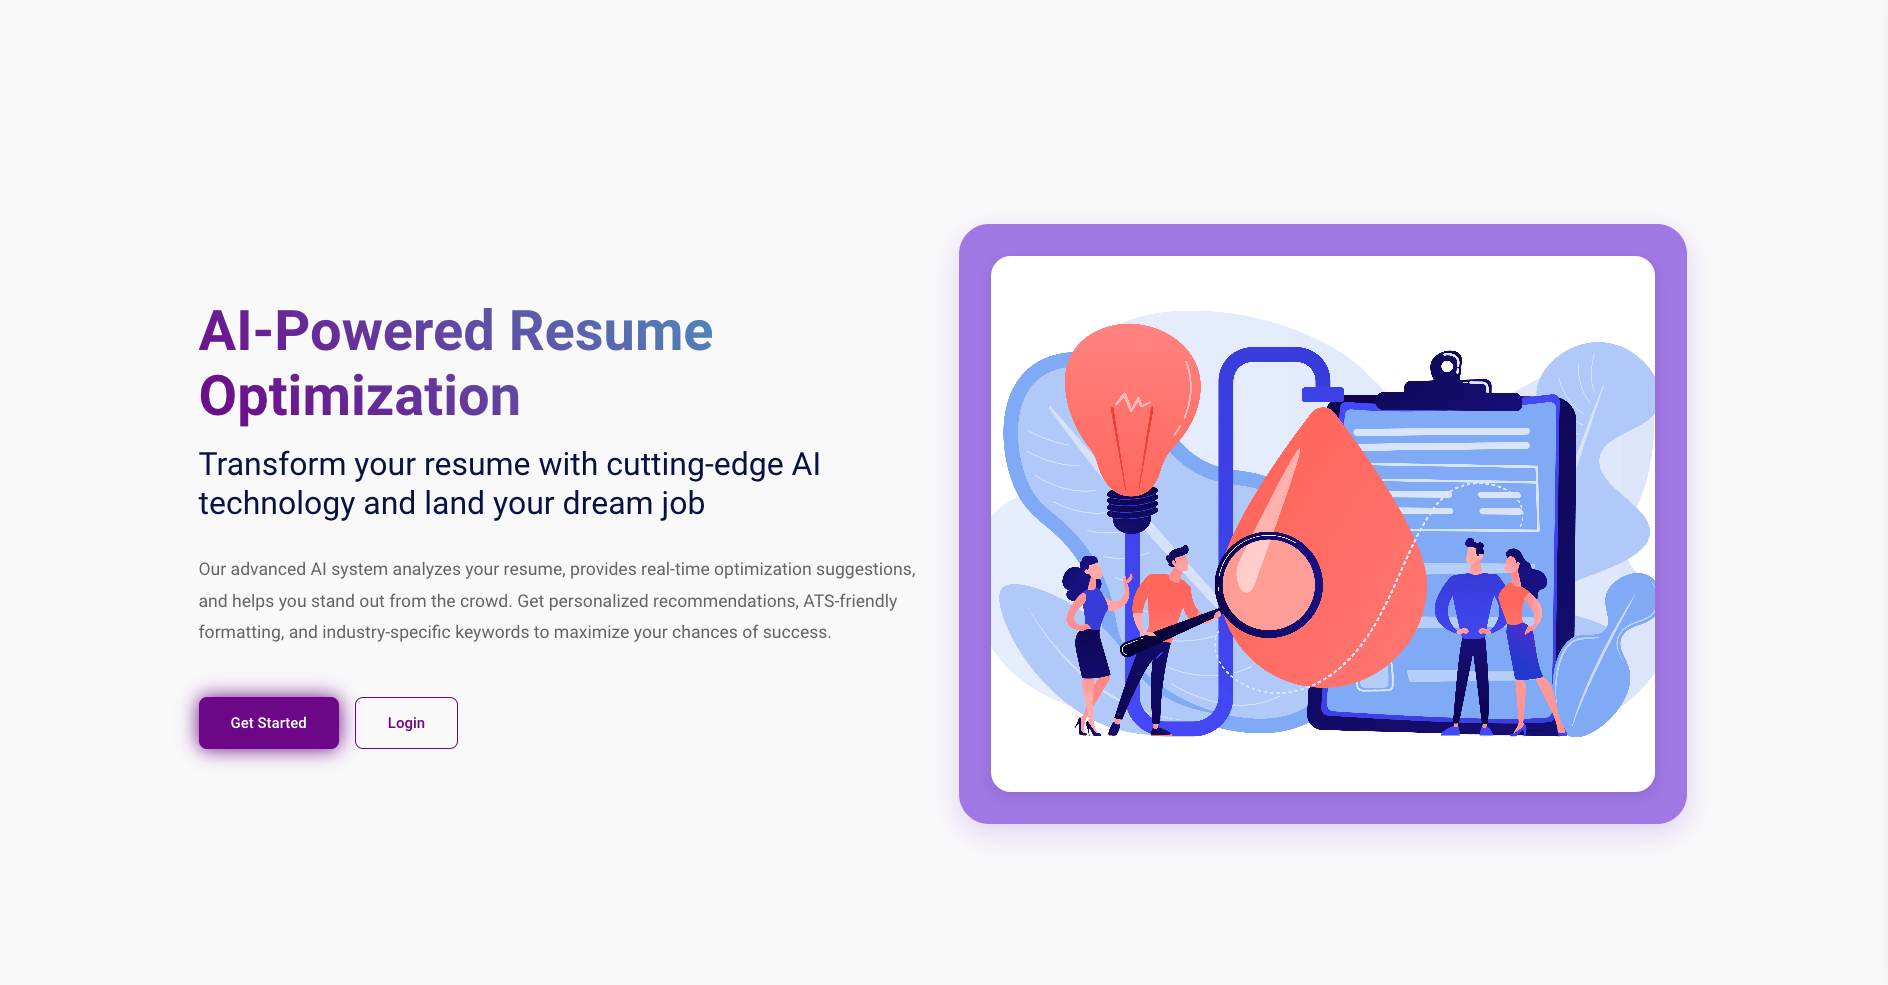 AI-Powered Resume
Optimization
Transform your resume with cutting-edge AI
technology and land your dream job
Our advanced AI system analyzes your resume, provides real-time optimization suggestions,
and helps you stand out from the crowd. Get personalized recommendations, ATS-friendly
formatting, and industry-specific keywords to maximize your chances of success.
Get Started
Login